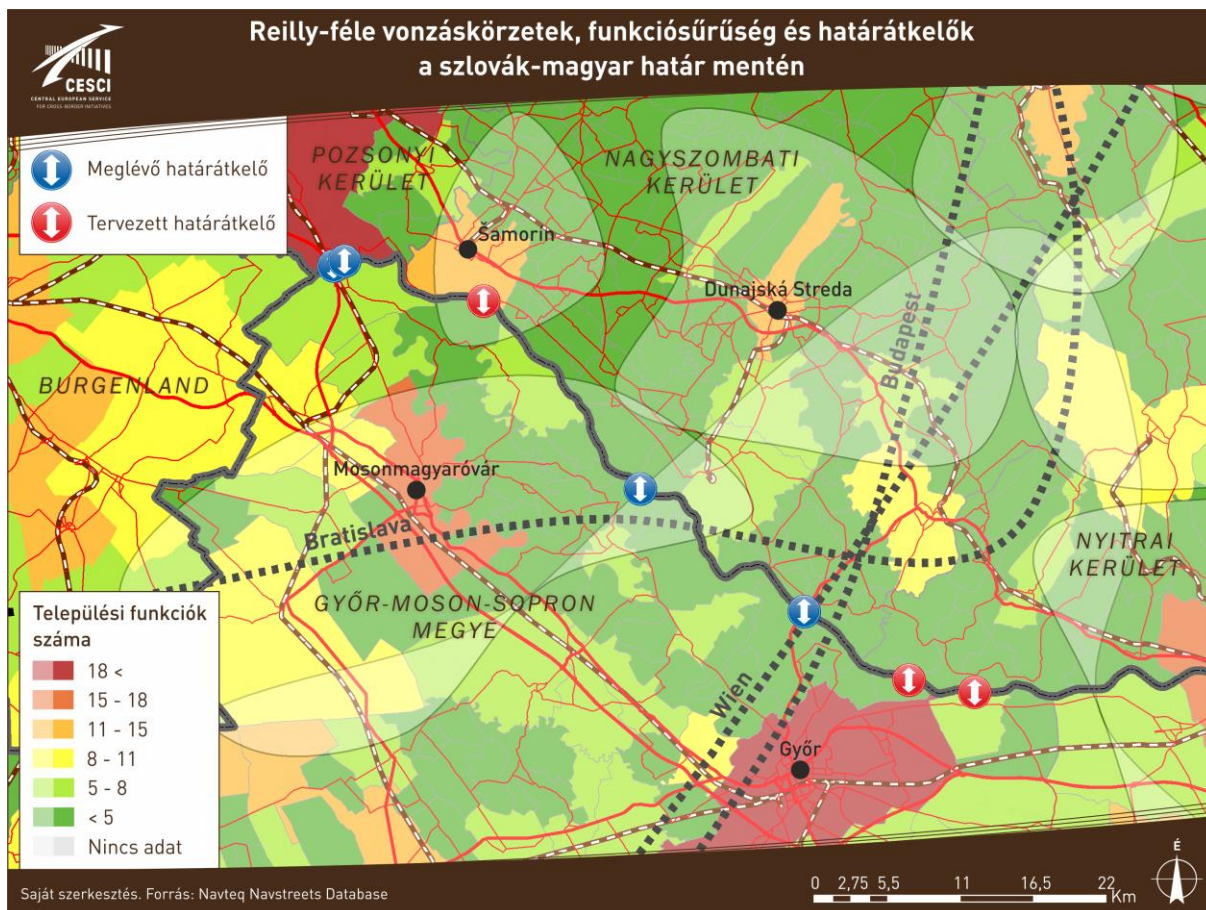 Reilly-féle vonzáskörzetek, funkciósűrűség és határátkelők
a szlovák-magyar határ mentén
CESCI
CENTRAL EUROPEAN SERVICE
FOR CROSS-BORDER INITIATIVES
Meglévő határátkelő
Tervezett határátkelő
POZSONYI
KERÜLET
NAGYSZOMBATI
KERÜLET
Šamorín
Dunajská Streda
Budapest
BURGENLAND
Mosonmagyaróvár
Bratislava
NYITRAI
KERÜLET
GYŐR-MOSON-SOPRON
MEGYE
Wien
Győr
Települési funkciók
száma
18 <
15 - 18
11 - 15
8 - 11
5 - 8
< 5
Nincs adat
Saját szerkesztés. Forrás: Navteq Navstreets Database
0 2,75 5,5 11 16,5 22
Km
É